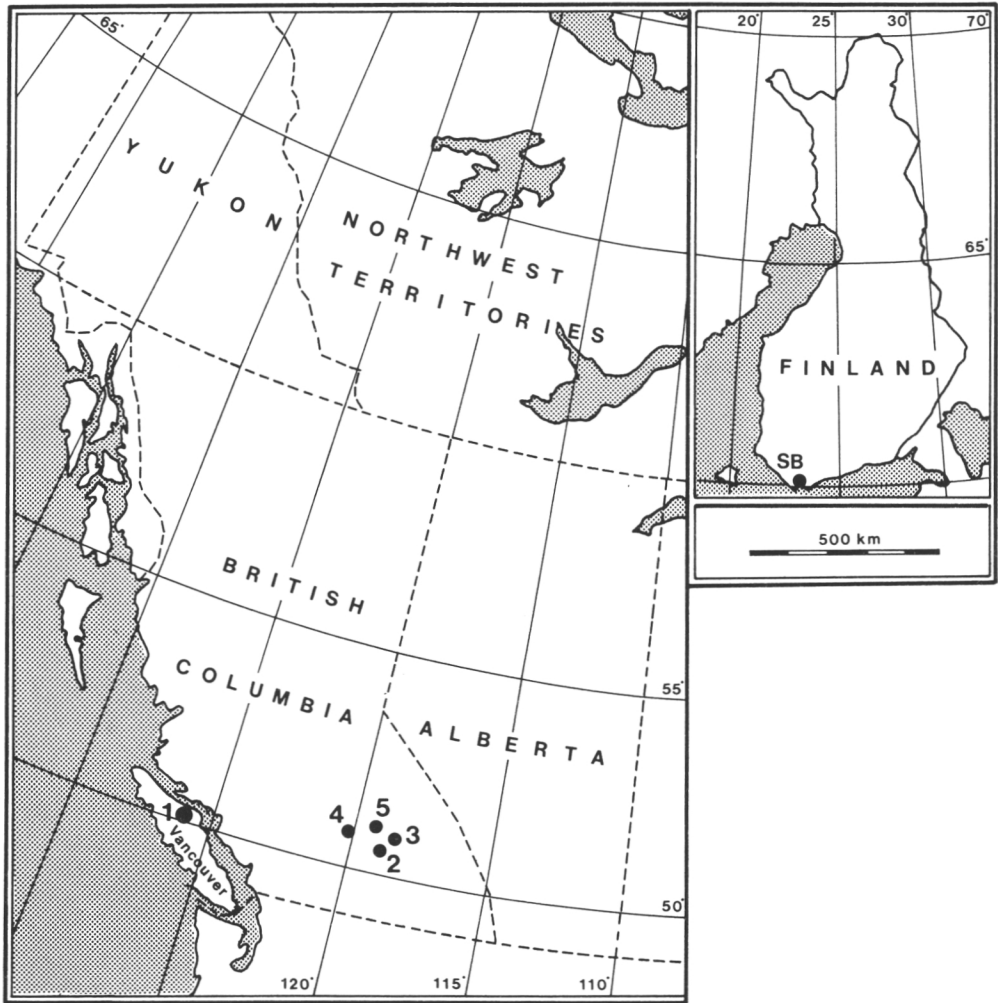 65°
YUKON
NORTHWEST
TERRITORIES
BRITISH
COLUMBIA
ALBERTA
55°
1
Vancouver
4
5
3
2
50°
120°
115°
110°
20°
25°
30°
70°
65°
FINLAND
SB
500 km